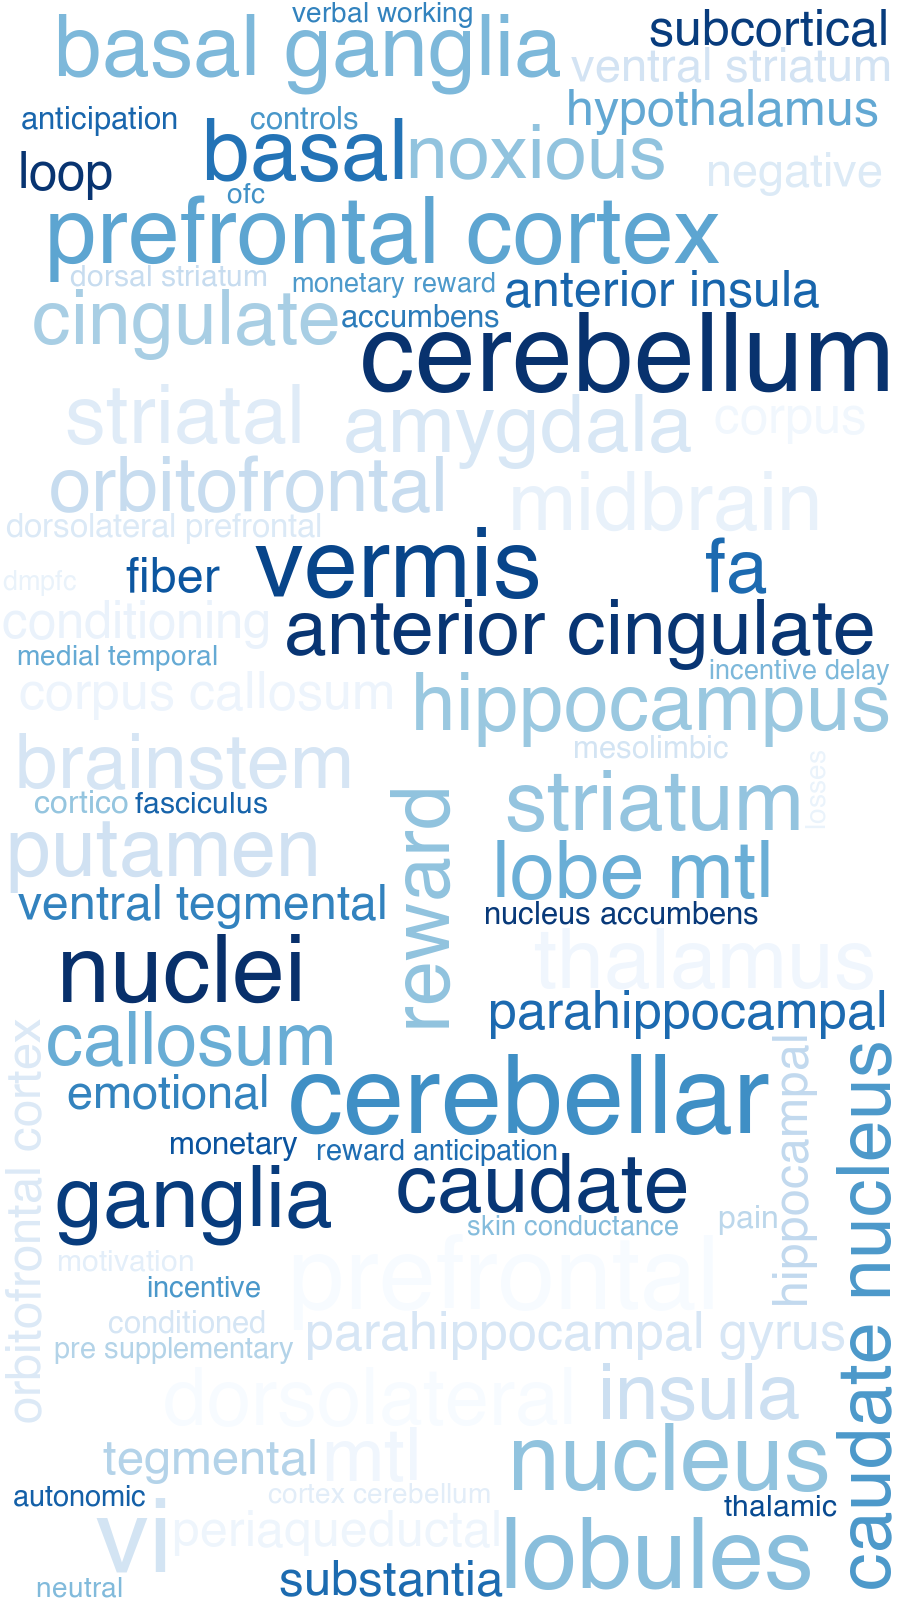 verbal working
basal ganglia
subcortical
ventral striatum
anticipation
controls
hypothalamus
loop
basal
noxious
negative
ofc
prefrontal cortex
dorsal striatum
monetary reward
anterior insula
cingulate
accumbens
cerebellum
striatal
amygdala
corpus
orbitofrontal
midbrain
dorsolateral prefrontal
fiber
vermis
fa
dmpfc
conditioning
anterior cingulate
medial temporal
incentive delay
corpus callosum
hippocampus
brainstem
mesolimbic
losses
cortico
fasciculus
striatum
reward
putamen
lobe mtl
ventral tegmental
nucleus accumbens
nuclei
thalamus
parahippocampal
callosum
orbitofrontal cortex
hippocampal
caudate nucleus
emotional
cerebellar
monetary
reward anticipation
ganglia
caudate
skin conductance
pain
motivation
prefrontal
incentive
conditioned
parahippocampal gyrus
pre supplementary
dorsolateral
insula
tegmental
mtl
nucleus
autonomic
cortex cerebellum
thalamic
vi
periaqueductal
lobules
neutral
substantia